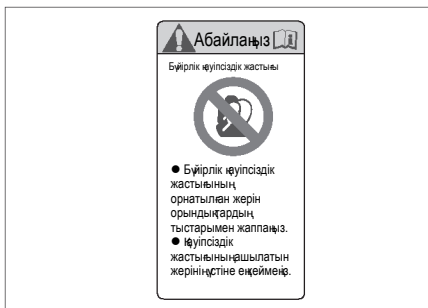 Абайлаңыз
Бүйірлік қауіпсіздік жастығы
● Бүйірлік қауіпсіздік
жастығының
орнатылған жерін
орындықтардың
тыстарымен жаппаңыз.
● Қауіпсіздік
жастығының ашылатын
жерінің үстіне еңкеймеңіз.